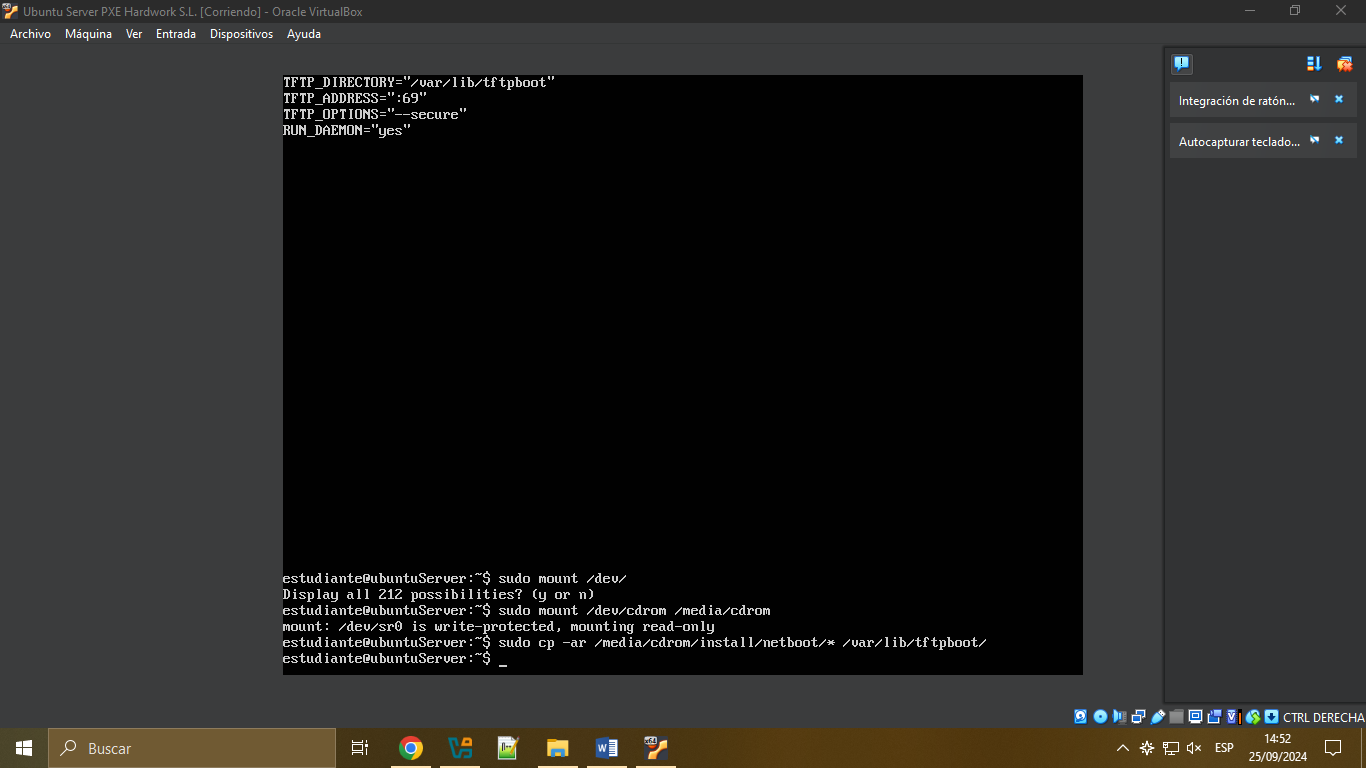 Ubuntu Server PXE Hardwork S.L. [Corriendo] - Oracle VirtualBox
Archivo Máquina Ver Entrada Dispositivos Ayuda
Integración de ratón...
Autocapturar teclado...
TFTP_DIRECTORY="/var/lib/tftpboot"
TFTP_ADDRESS=":69"
TFTP_OPTIONS="--secure"
RUN_DAEMON="yes"
estudiante@ubuntuServer:~$ sudo mount /dev/
Display all 212 possibilities? (y or n)
estudiante@ubuntuServer:~$ sudo mount /dev/cdrom /media/cdrom
mount: /dev/sr0 is write-protected, mounting read-only
estudiante@ubuntuServer:~$ sudo cp -ar /media/cdrom/install/netboot/* /var/lib/tftpboot/
estudiante@ubuntuServer:~$ _
CTRL DERECHA
Buscar
ESP
14:52
25/09/2024